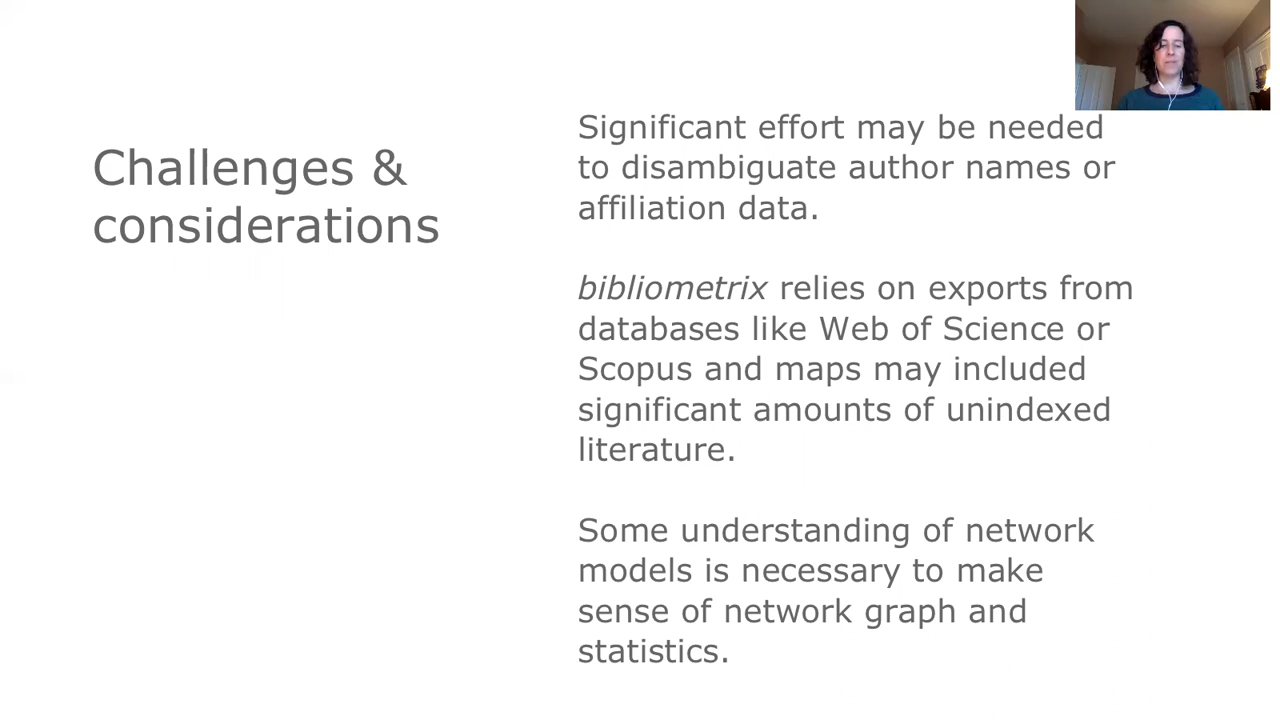 Challenges &
considerations
Significant effort may be needed
to disambiguate author names or
affiliation data.
bibliometrix relies on exports from
databases like Web of Science or
Scopus and maps may included
significant amounts of unindexed
literature.
Some understanding of network
models is necessary to make
sense of network graph and
statistics.